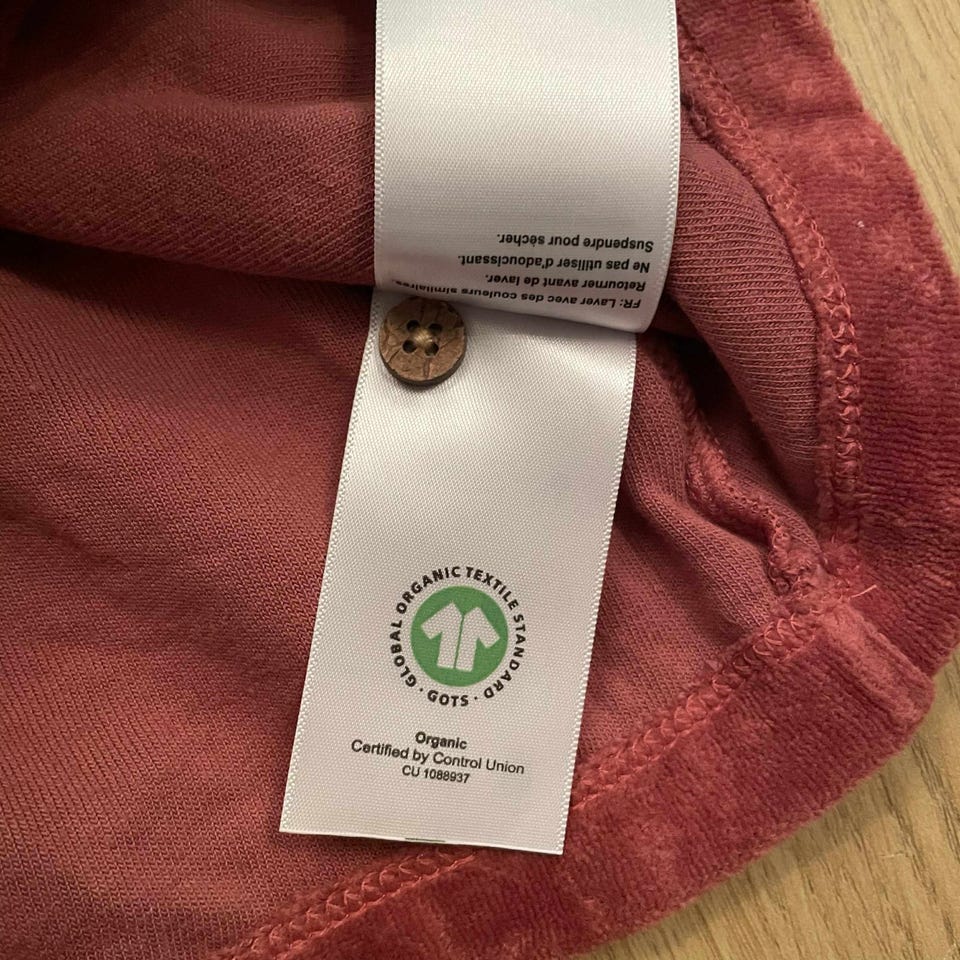 FR: Laver avec des couleurs similaires.
Retourner avant de laver.
Ne pas utiliser d'adoucissant.
Suspendre pour sécher.
GLOBAL ORGANIC TEXTILE STANDARD · GOTS ·
Organic
Certified by Control Union
CU 1088937